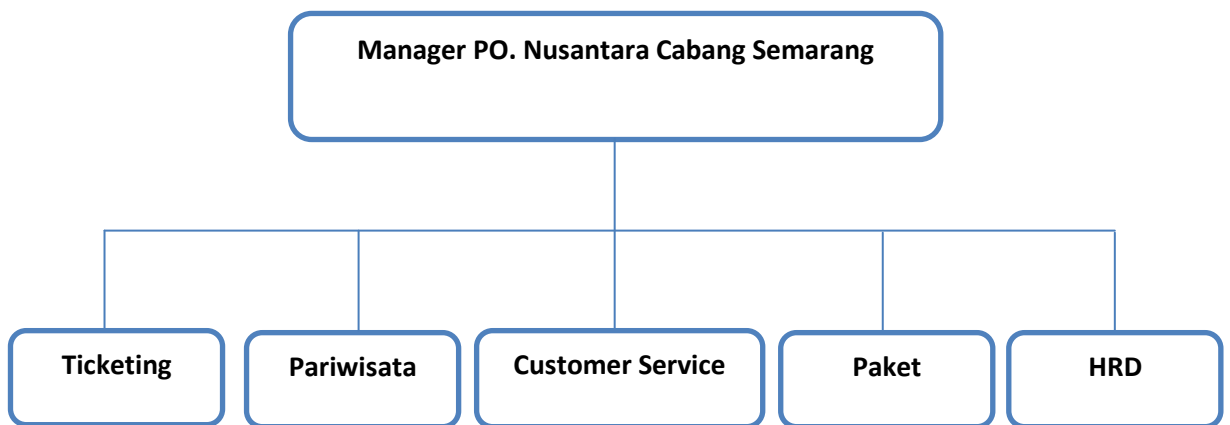 Manager PO. Nusantara Cabang Semarang
Ticketing
Pariwisata
Customer Service
Paket
HRD